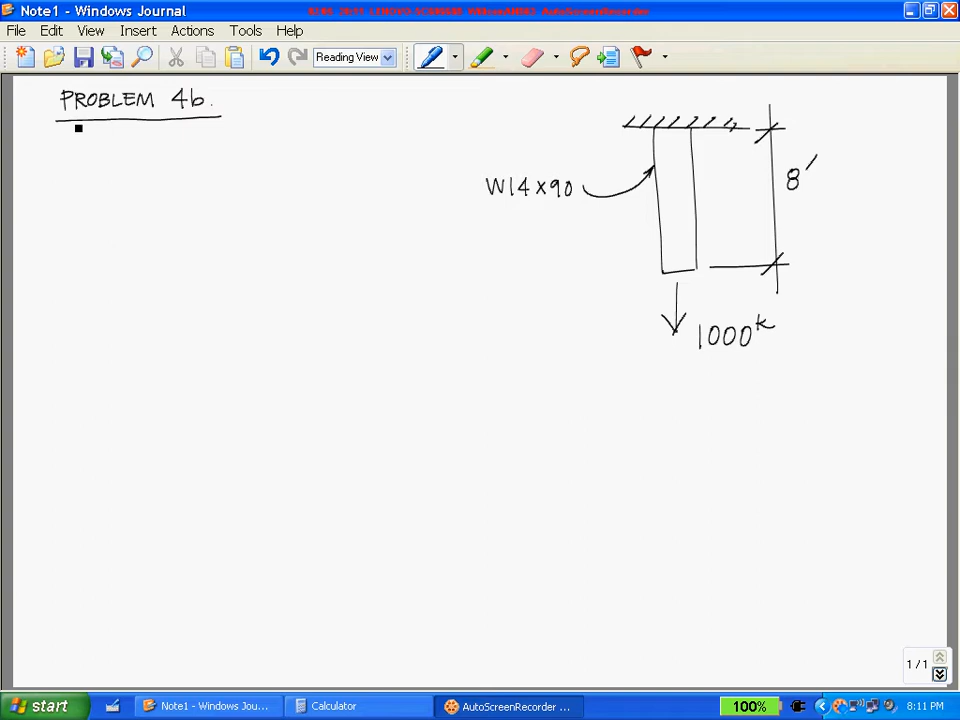 Note1 - Windows Journal
File Edit View Insert Actions Tools Help
Reading View
PROBLEM 4b.
W14x90
8'
1000k
1 / 1
start
Note1 - Windows Jou...
Calculator
AutoScreenRecorder ...
100%
8:11 PM